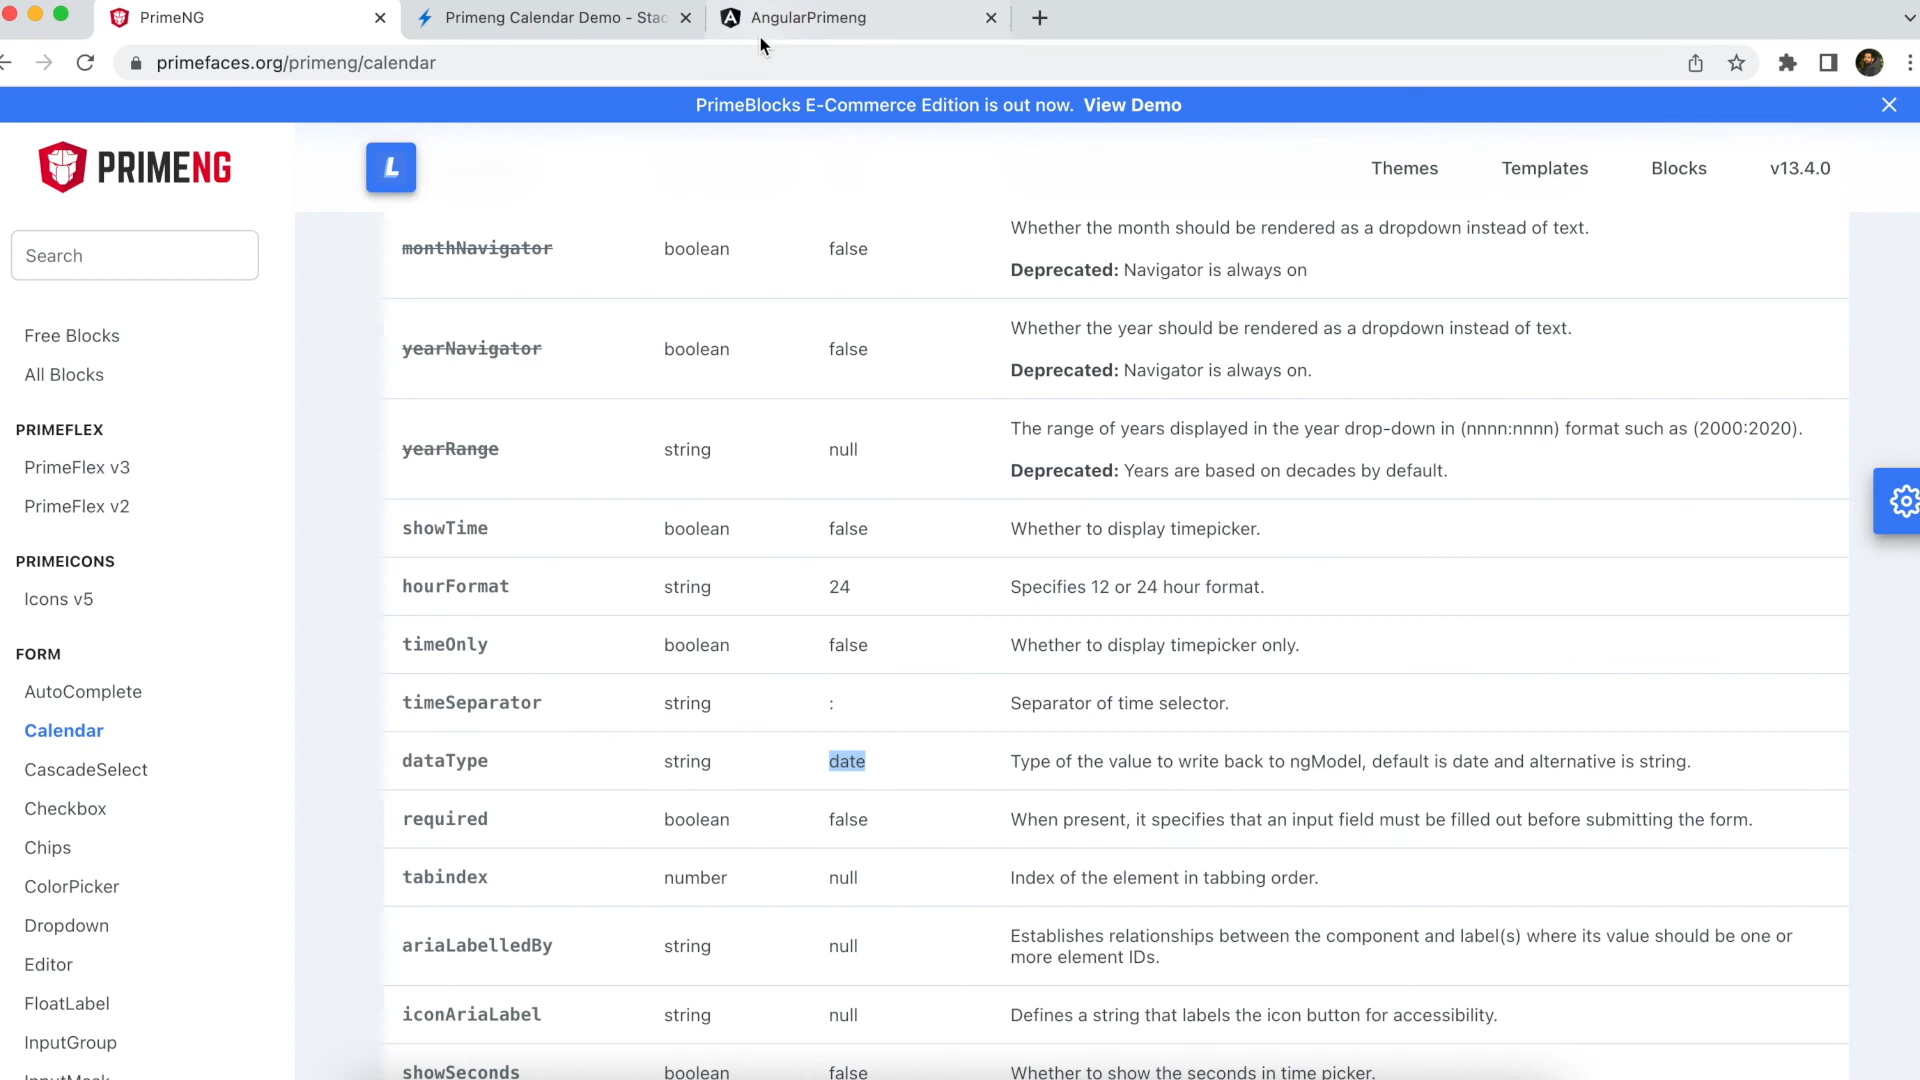 PrimeNG
Primeng Calendar Demo - Stac
AngularPrimeng
primefaces.org/primeng/calendar
PrimeBlocks E-Commerce Edition is out now. View Demo
PRIMENG
L
Themes
Templates
Blocks
v13.4.0
Search
Free Blocks
All Blocks
PRIMEFLEX
PrimeFlex v3
PrimeFlex v2
PRIMEICONS
Icons v5
FORM
AutoComplete
Calendar
CascadeSelect
Checkbox
Chips
ColorPicker
Dropdown
Editor
FloatLabel
InputGroup
InputMask
monthNavigator boolean false Whether the month should be rendered as a dropdown instead of text.
Deprecated: Navigator is always on
yearNavigator boolean false Whether the year should be rendered as a dropdown instead of text.
Deprecated: Navigator is always on.
yearRange string null The range of years displayed in the year drop-down in (nnnn:nnnn) format such as (2000:2020).
Deprecated: Years are based on decades by default.
showTime boolean false Whether to display timepicker.
hourFormat string 24 Specifies 12 or 24 hour format.
timeOnly boolean false Whether to display timepicker only.
timeSeparator string : Separator of time selector.
dataType string date Type of the value to write back to ngModel, default is date and alternative is string.
required boolean false When present, it specifies that an input field must be filled out before submitting the form.
tabindex number null Index of the element in tabbing order.
ariaLabelledBy string null Establishes relationships between the component and label(s) where its value should be one or
more element IDs.
iconAriaLabel string null Defines a string that labels the icon button for accessibility.
showSeconds boolean false Whether to show the seconds in time picker.